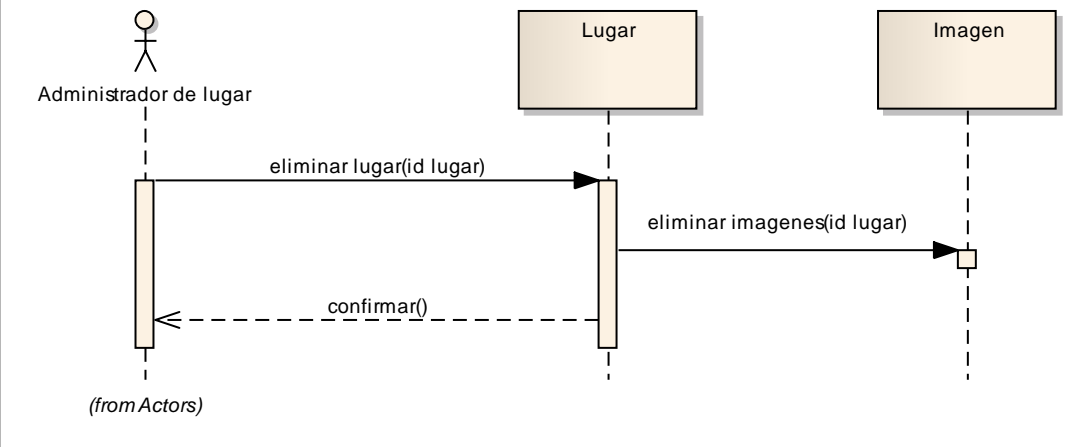 Lugar
Imagen
Administrador de lugar
eliminar lugar(id lugar)
eliminar imagenes(id lugar)
confirmar()
(from Actors)